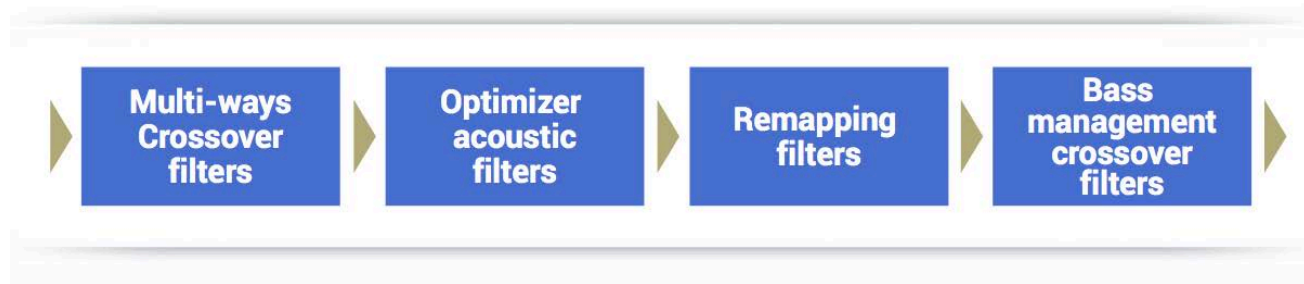 Multi-ways
Crossover
filters
Optimizer
acoustic
filters
Remapping
filters
Bass
management
crossover
filters